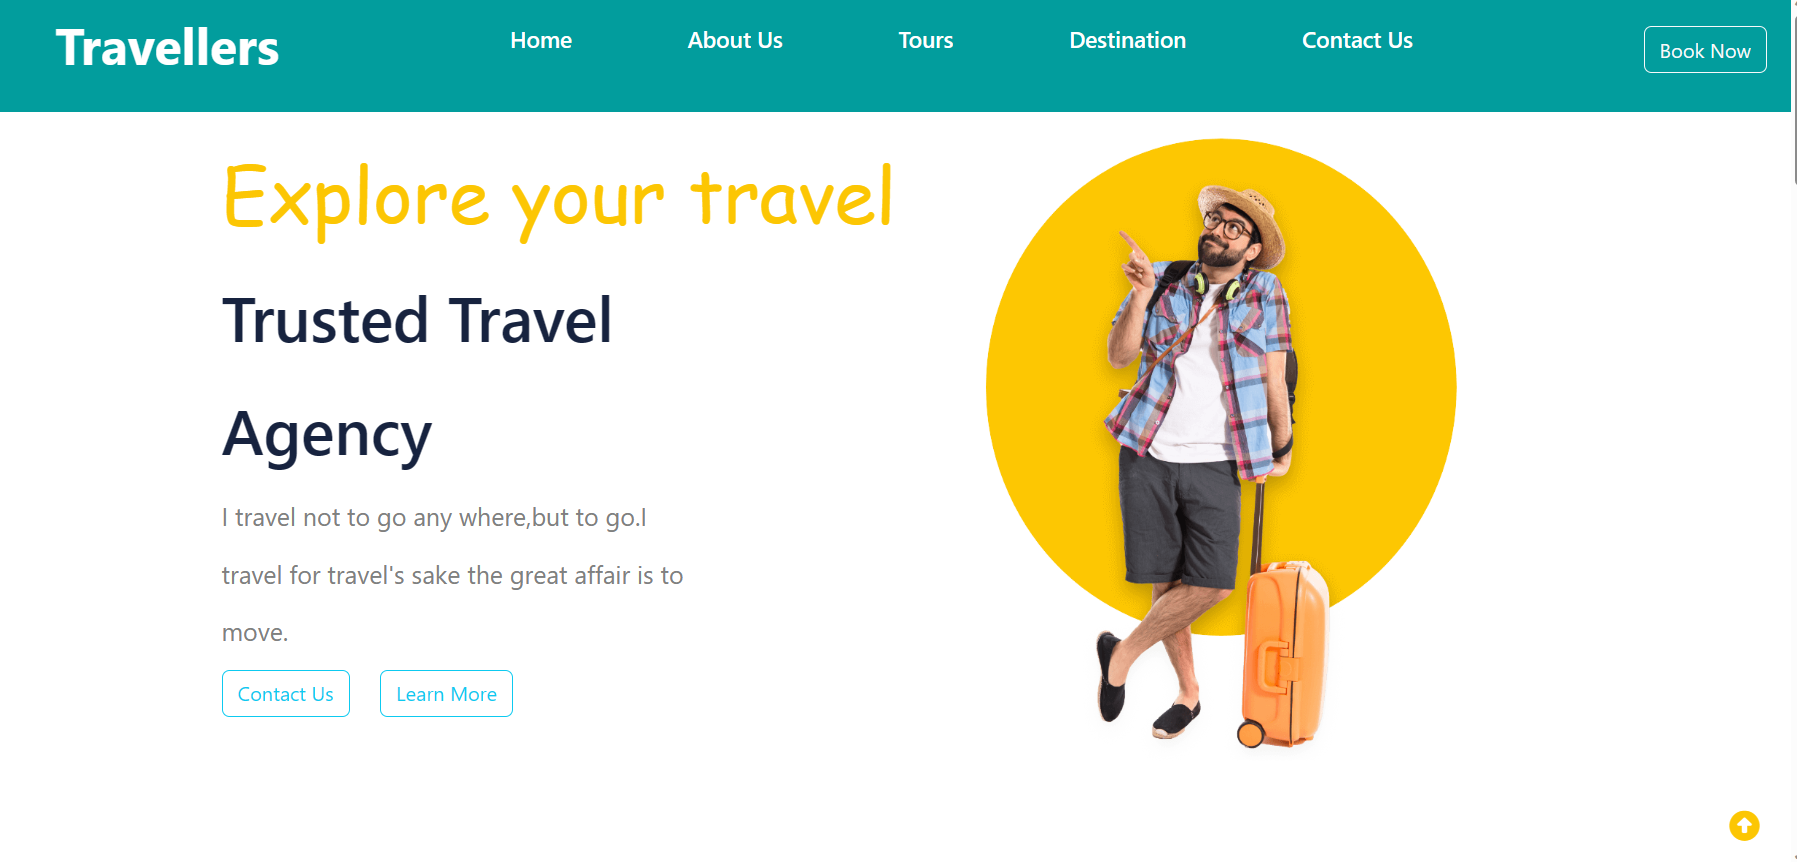 Travellers
Home
About Us
Tours
Destination
Contact Us
Book Now
Explore your travel
Trusted Travel
Agency
I travel not to go any where,but to go.I
travel for travel's sake the great affair is to
move.
Contact Us
Learn More